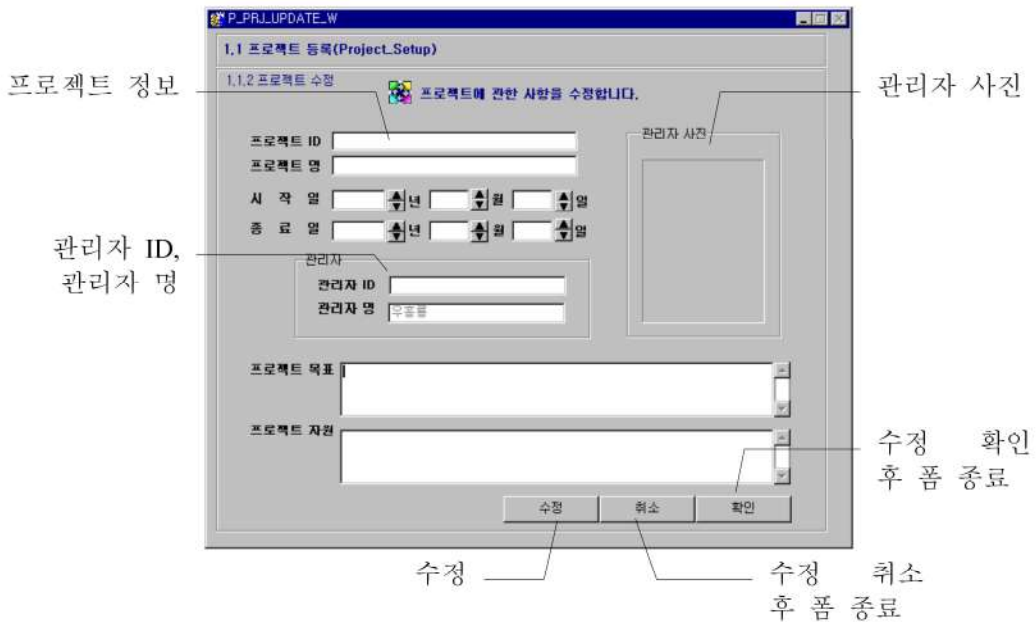 P_PRJ_UPDATE_W
1.1 프로젝트 등록(Project_Setup)
1.1.2 프로젝트 수정
프로젝트에 관한 사항을 수정합니다.
프로젝트 정보
관리자 사진
프로젝트 ID
프로젝트 명
관리자 사진
시 작 일 년 월 일
종 료 일 년 월 일
관리자 ID,
관리자 명
관리자
관리자 ID
관리자 명 우홍률
프로젝트 목표
프로젝트 자원
수정 확인
후 폼 종료
수정 취소 확인
수정
수정 취소
후 폼 종료